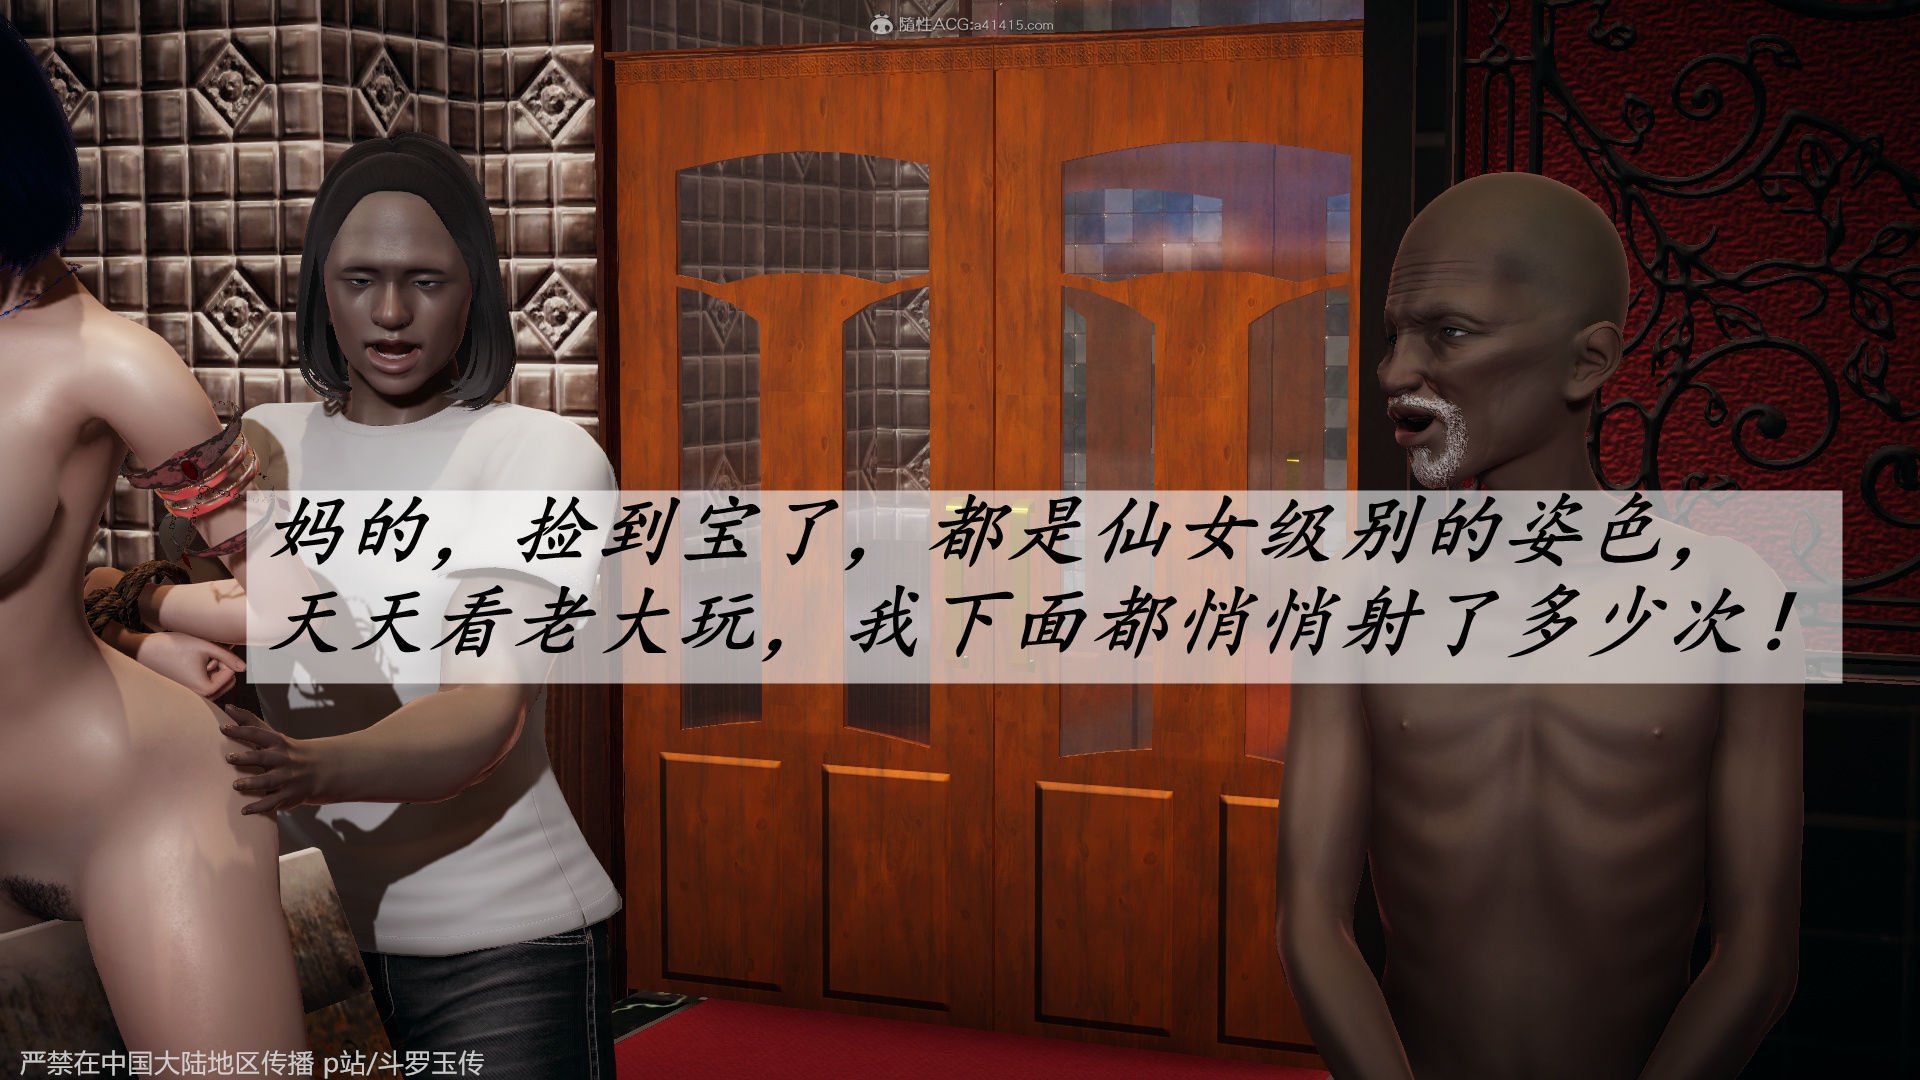 隨性ACG:a41415.com
妈的，捡到宝了，都是仙女级别的姿色，
天天看老大玩，我下面都悄悄射了多少次！
严禁在中国大陆地区传播 p站/斗罗玉传